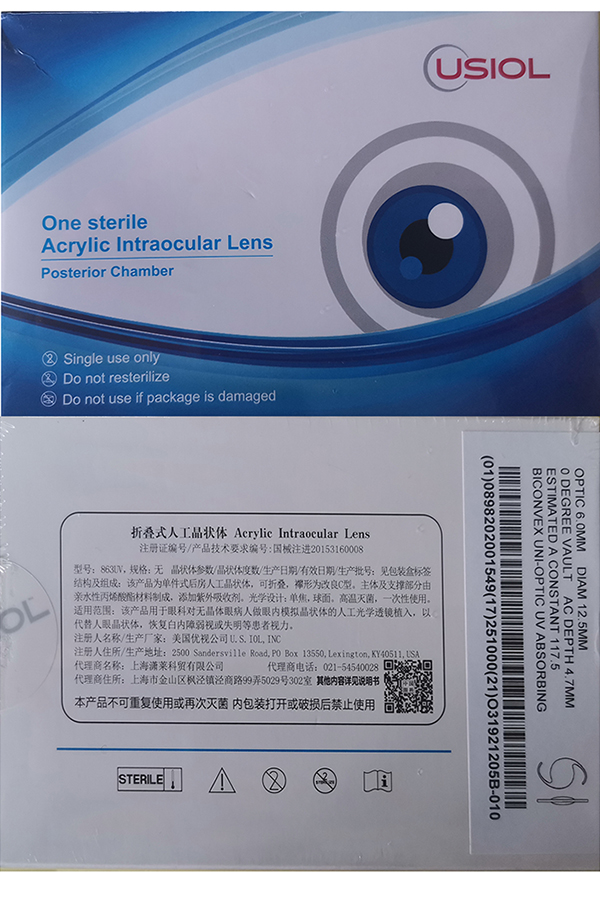 USIOL
One sterile
Acrylic Intraocular Lens
Posterior Chamber
Single use only
Do not resterilize
Do not use if package is damaged
折叠式人工晶状体 Acrylic Intraocular Lens
注册证编号/产品技术要求编号:国械注进20153160008
型号:863UV,规格:无 晶状体参数/晶状体度数/生产日期/有效日期/生产批号:见包装盒标签
结构及组成:该产品为单件式后房人工晶状体,可折叠,襻形为改良C型。主体及支撑部分由
亲水性丙烯酸酯材料制成,添加紫外吸收剂。光学设计:单焦,球面,高温灭菌,一次性使用。
适用范围:该产品用于眼科对无晶体眼病人做眼内模拟晶状体的人工光学透镜植入,以
代替人眼晶状体,恢复白内障弱视或失明等患者视力。
注册人名称/生产厂家:美国优视公司U.S.IOL,INC
注册人住所/生产地址:2500 Sandersville Road,PO Box 13550,Lexington,KY40511,USA
代理商名称:上海潇莱科贸有限公司 代理商电话:021-54540028
代理商住所:上海市金山区枫泾镇泾商路99弄5029号302室 其他内容详见说明书
本产品不可重复使用或再次灭菌 内包装打开或破损后禁止使用
STERILE
OL
OPTIC 6.0MM DIAM 12.5MM
0 DEGREE VAULT AC DEPTH 4.7MM
ESTIMATED A CONSTANT 117.5
BICONVEX UNI-OPTIC UV ABSORBING
(01)0898202001549(17)251000(21)O31921205B-010